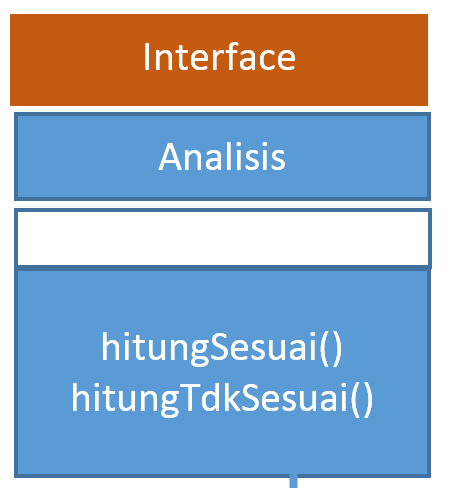 Interface
Analisis
hitungSesuai()
hitungTdkSesuai()